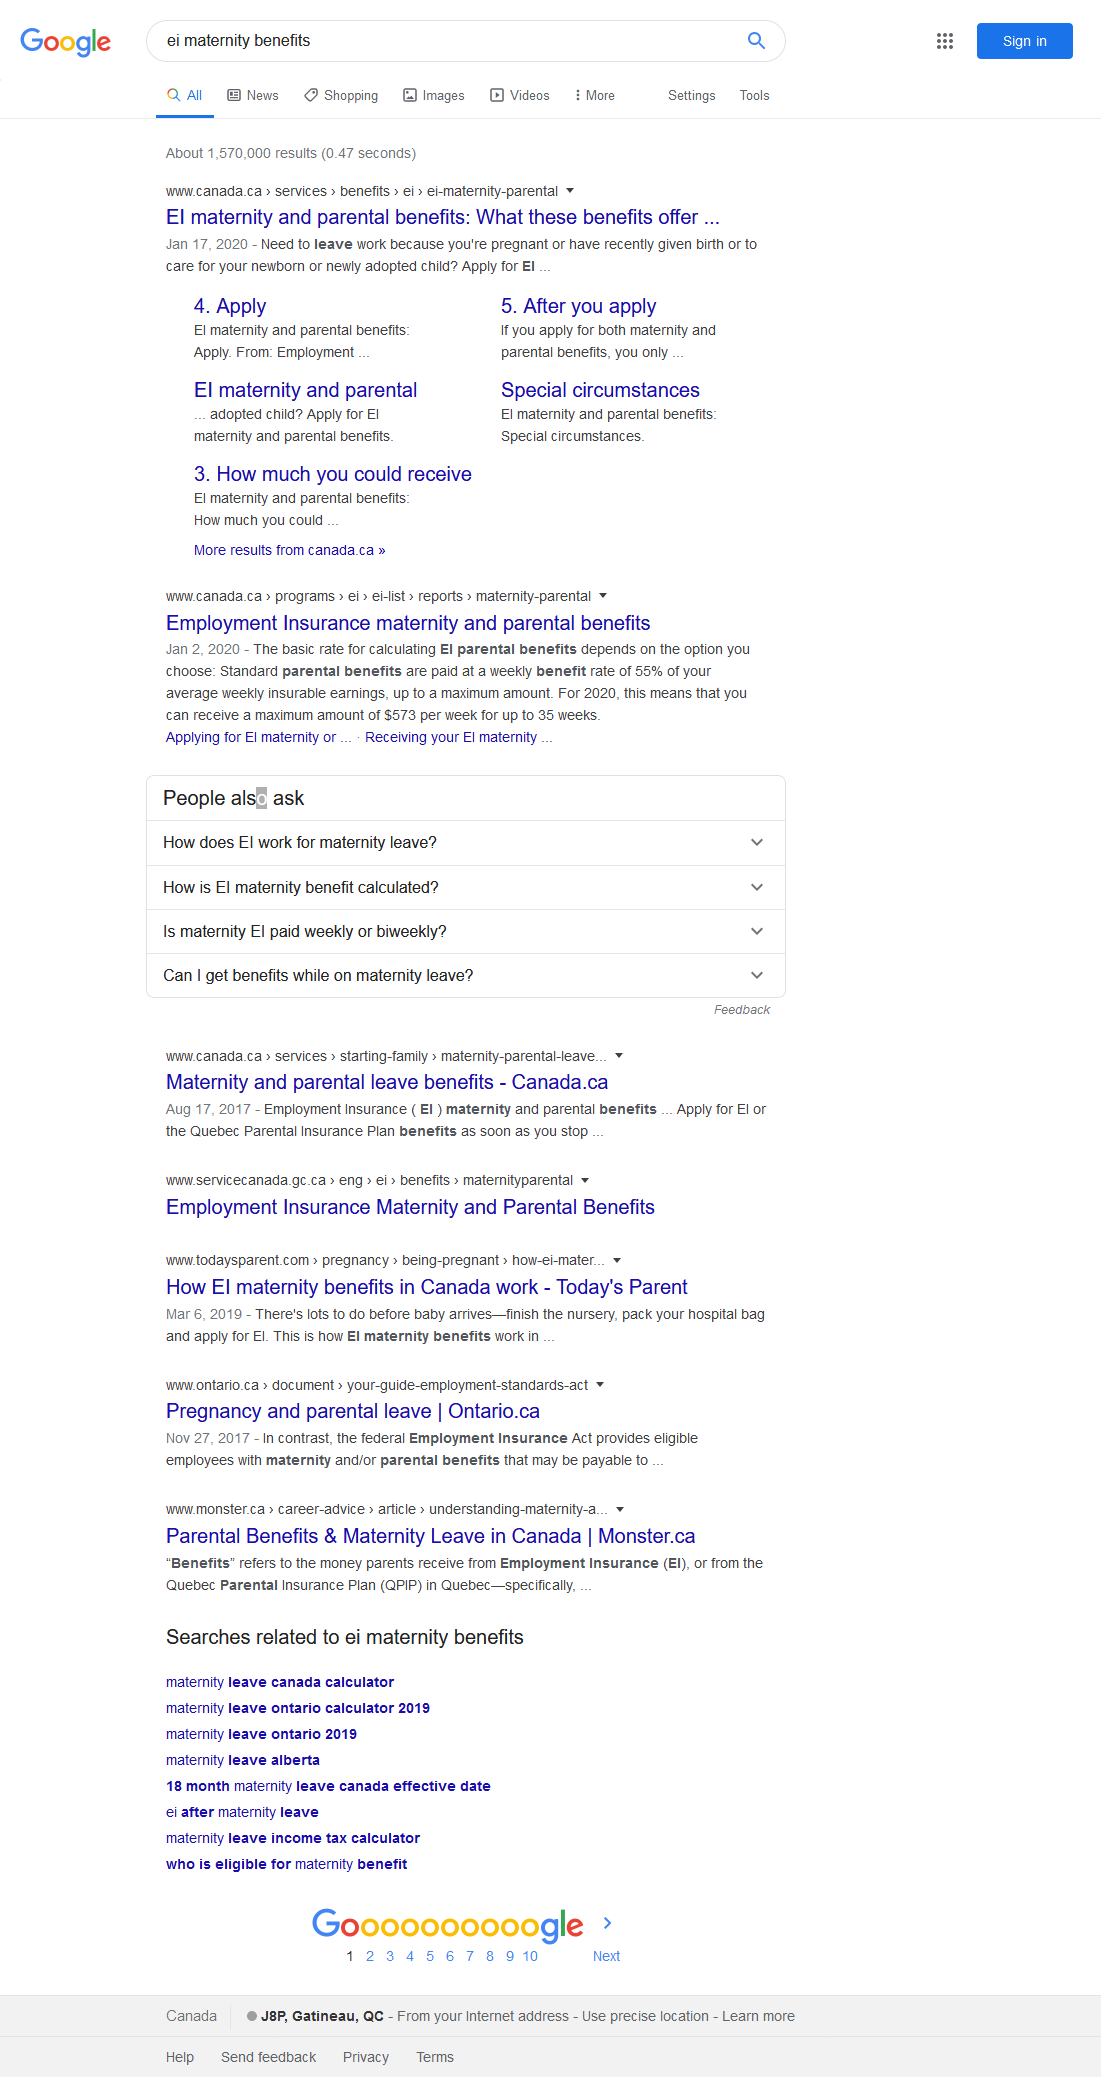 Google
ei maternity benefits
Sign in
All News Shopping Images Videos More Settings Tools
About 1,570,000 results (0.47 seconds)
www.canada.ca › services › benefits › ei › ei-maternity-parental
EI maternity and parental benefits: What these benefits offer ...
Jan 17, 2020 - Need to leave work because you're pregnant or have recently given birth or to
care for your newborn or newly adopted child? Apply for EI ...
4. Apply
EI maternity and parental benefits:
Apply. From: Employment ...
5. After you apply
If you apply for both maternity and
parental benefits, you only ...
EI maternity and parental
... adopted child? Apply for EI
maternity and parental benefits.
Special circumstances
EI maternity and parental benefits:
Special circumstances.
3. How much you could receive
EI maternity and parental benefits:
How much you could ...
More results from canada.ca »
www.canada.ca › programs › ei › ei-list › reports › maternity-parental
Employment Insurance maternity and parental benefits
Jan 2, 2020 - The basic rate for calculating EI parental benefits depends on the option you
choose: Standard parental benefits are paid at a weekly benefit rate of 55% of your
average weekly insurable earnings, up to a maximum amount. For 2020, this means that you
can receive a maximum amount of $573 per week for up to 35 weeks.
Applying for EI maternity or ... · Receiving your EI maternity ...
People also ask
How does EI work for maternity leave?
How is EI maternity benefit calculated?
Is maternity EI paid weekly or biweekly?
Can I get benefits while on maternity leave?
Feedback
www.canada.ca › services › starting-family › maternity-parental-leave...
Maternity and parental leave benefits - Canada.ca
Aug 17, 2017 - Employment Insurance ( EI ) maternity and parental benefits ... Apply for EI or
the Quebec Parental Insurance Plan benefits as soon as you stop ...
www.servicecanada.gc.ca › eng › ei › benefits › maternityparental
Employment Insurance Maternity and Parental Benefits
www.todaysparent.com › pregnancy › being-pregnant › how-ei-mater...
How EI maternity benefits in Canada work - Today's Parent
Mar 6, 2019 - There's lots to do before baby arrives—finish the nursery, pack your hospital bag
and apply for EI. This is how EI maternity benefits work in ...
www.ontario.ca › document › your-guide-employment-standards-act
Pregnancy and parental leave | Ontario.ca
Nov 27, 2017 - In contrast, the federal Employment Insurance Act provides eligible
employees with maternity and/or parental benefits that may be payable to ...
www.monster.ca › career-advice › article › understanding-maternity-a...
Parental Benefits & Maternity Leave in Canada | Monster.ca
“Benefits” refers to the money parents receive from Employment Insurance (EI), or from the
Quebec Parental Insurance Plan (QPIP) in Quebec—specifically, ...
Searches related to ei maternity benefits
maternity leave canada calculator
maternity leave ontario calculator 2019
maternity leave ontario 2019
maternity leave alberta
18 month maternity leave canada effective date
ei after maternity leave
maternity leave income tax calculator
who is eligible for maternity benefit
Goooooooooogle
1 2 3 4 5 6 7 8 9 10 Next
Canada J8P, Gatineau, QC - From your Internet address - Use precise location - Learn more
Help Send feedback Privacy Terms